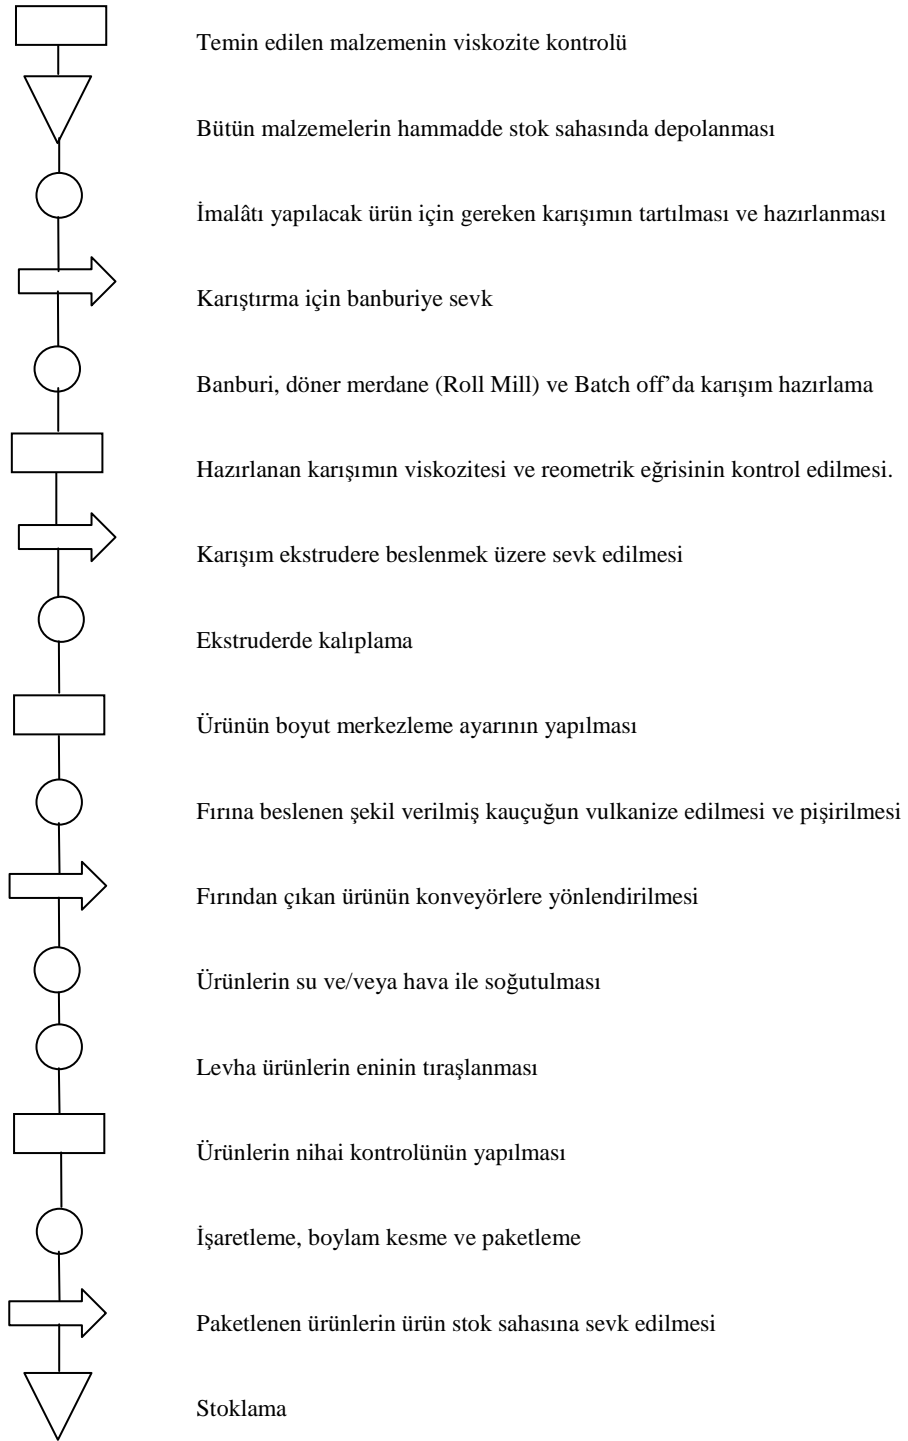 Temin edilen malzemenin viskozite kontrolü
Bütün malzemelerin hammadde stok sahasında depolanması
İmalâtı yapılacak ürün için gereken karışımın tartılması ve hazırlanması
Karıştırma için banburiye sevk
Banburi, döner merdane (Roll Mill) ve Batch off’da karışım hazırlama
Hazırlanan karışımın viskozitesi ve reometrik eğrisinin kontrol edilmesi.
Karışım ekstrudere beslenmek üzere sevk edilmesi
Ekstruderde kalıplama
Ürünün boyut merkezleme ayarının yapılması
Fırına beslenen şekil verilmiş kauçuğun vulkanize edilmesi ve pişirilmesi
Fırından çıkan ürünün konveyörlere yönlendirilmesi
Ürünlerin su ve/veya hava ile soğutulması
Levha ürünlerin eninin tıraşlanması
Ürünlerin nihai kontrolünün yapılması
İşaretleme, boylam kesme ve paketleme
Paketlenen ürünlerin ürün stok sahasına sevk edilmesi
Stoklama